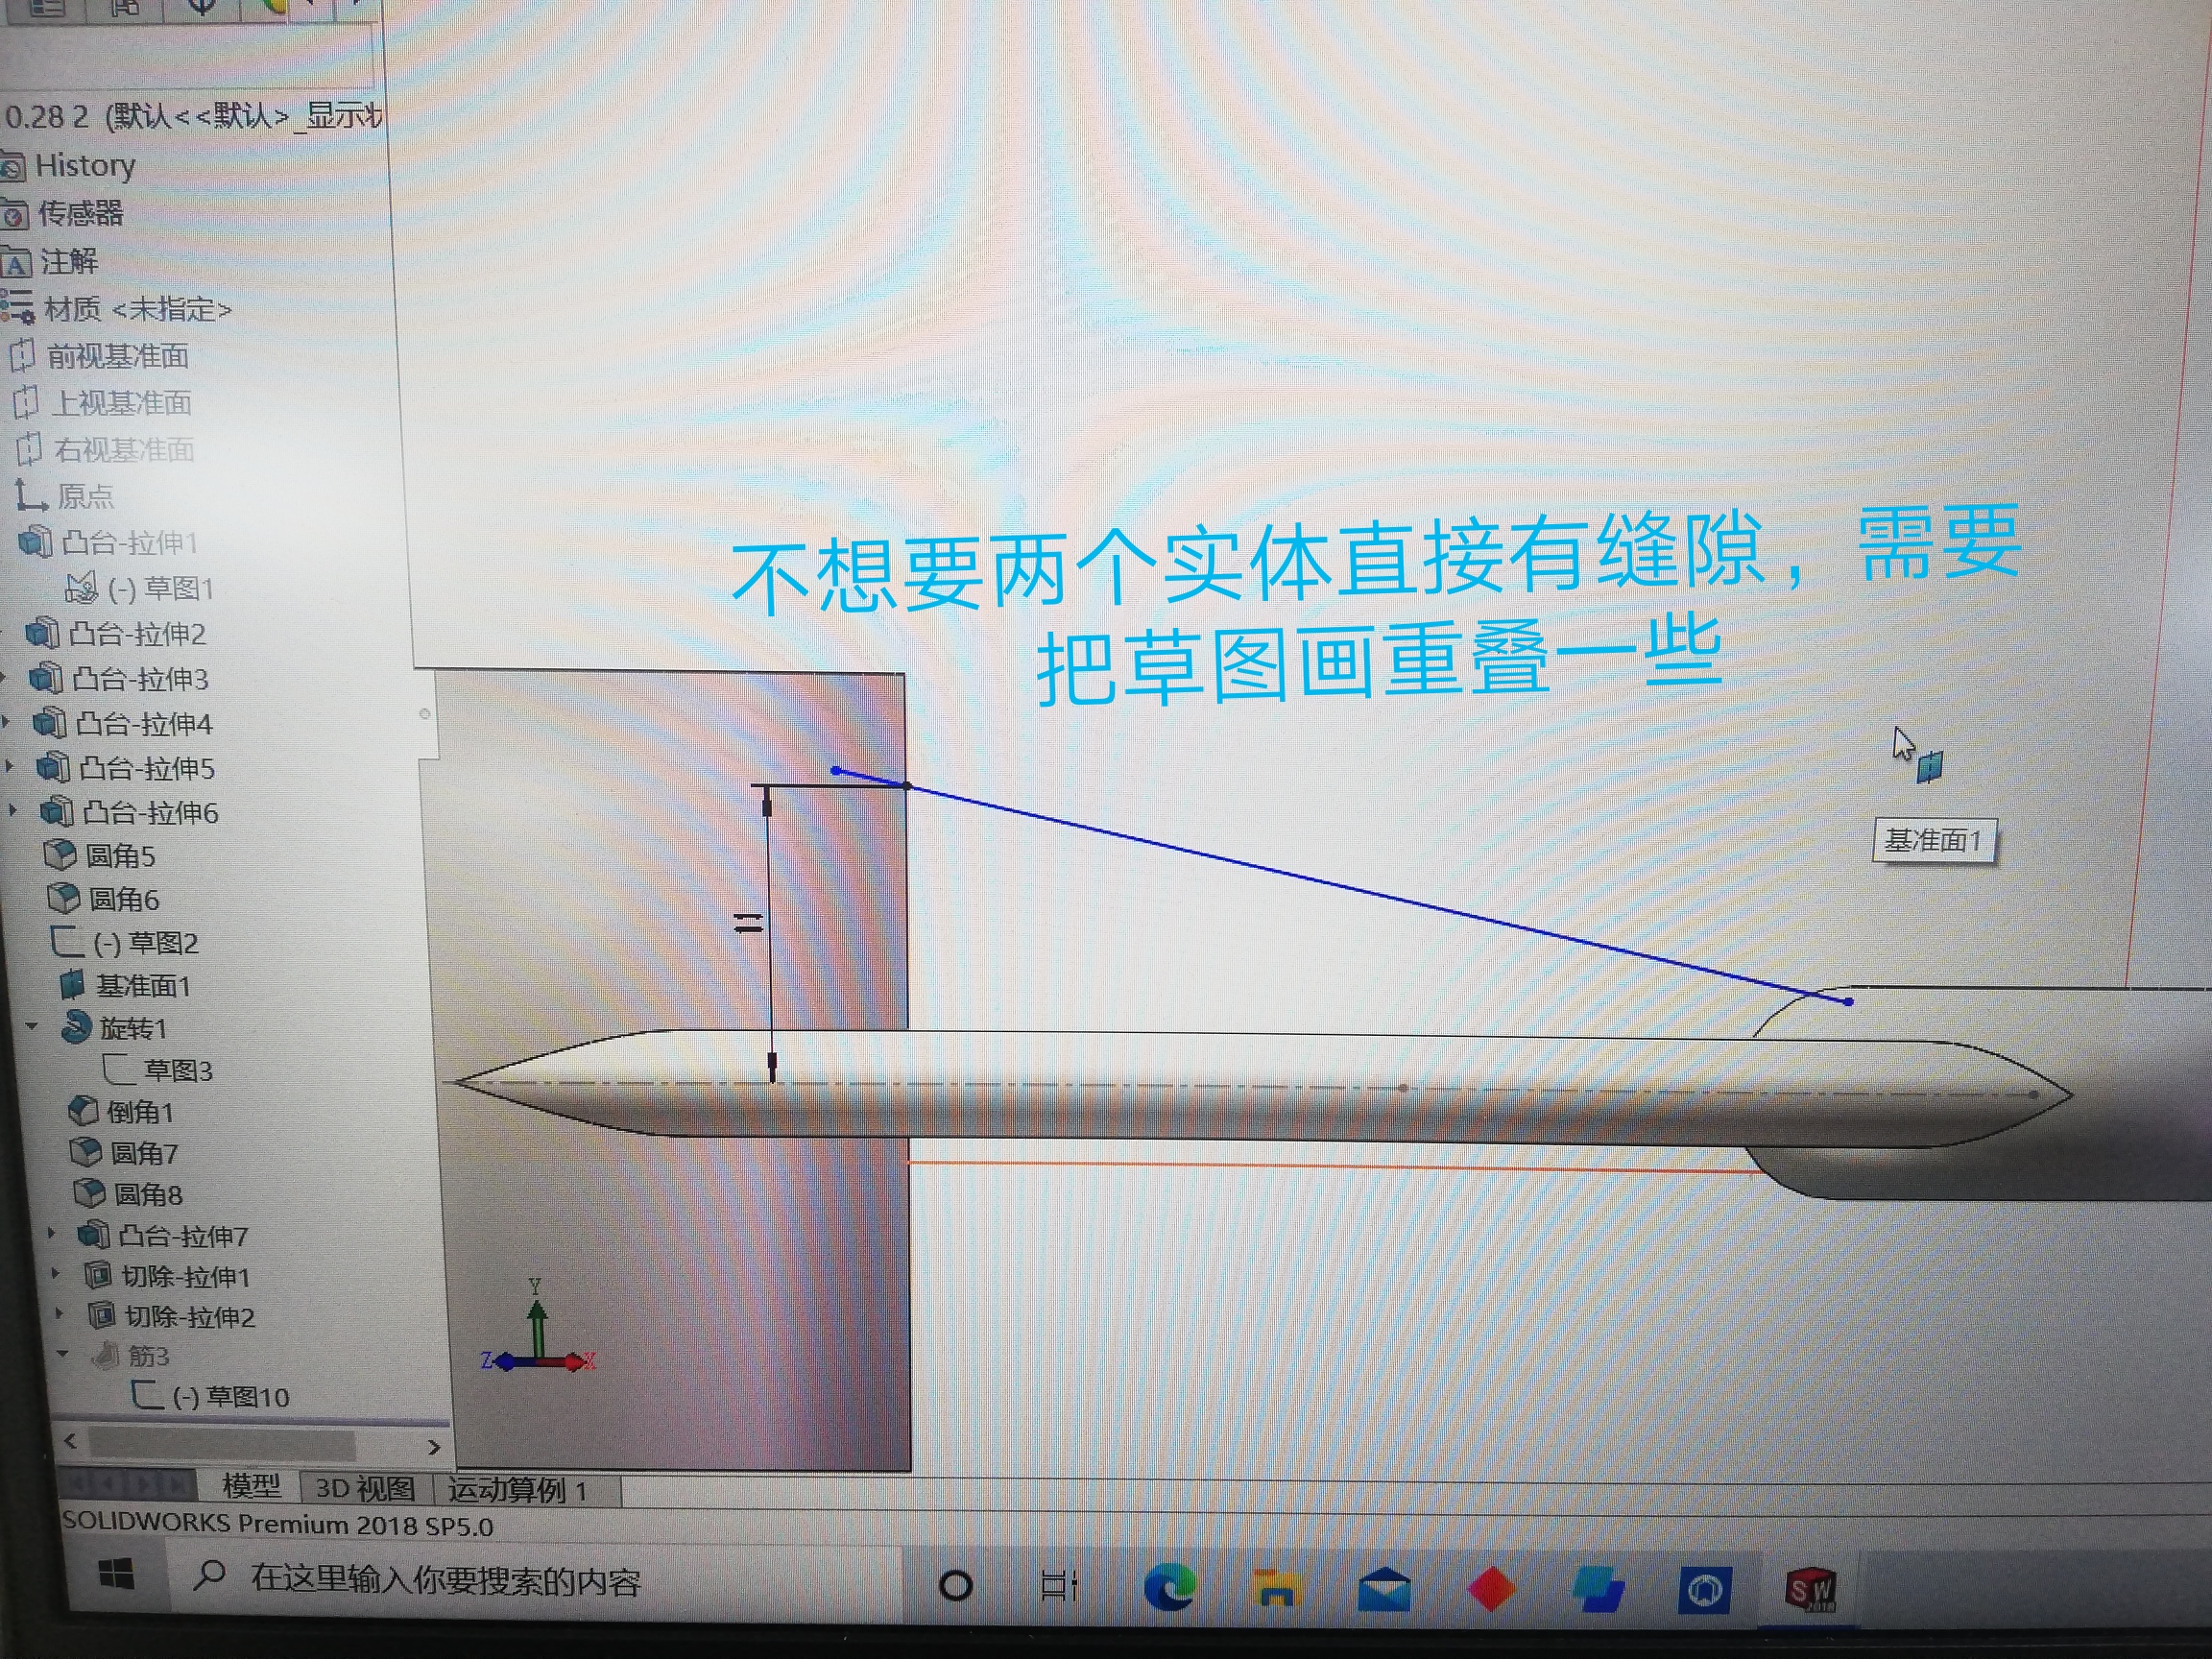 0.28 2 (默认<<默认>_显示状
History
传感器
注解
材质 <未指定>
前视基准面
上视基准面
右视基准面
原点
凸台-拉伸1
(-) 草图1
凸台-拉伸2
凸台-拉伸3
凸台-拉伸4
凸台-拉伸5
凸台-拉伸6
圆角5
圆角6
(-) 草图2
基准面1
旋转1
草图3
倒角1
圆角7
圆角8
凸台-拉伸7
切除-拉伸1
切除-拉伸2
筋3
(-) 草图10
不想要两个实体直接有缝隙，需要
把草图画重叠一些
基准面1
Y
Z
X
模型
3D 视图
运动算例 1
SOLIDWORKS Premium 2018 SP5.0
在这里输入你要搜索的内容
SW
2018